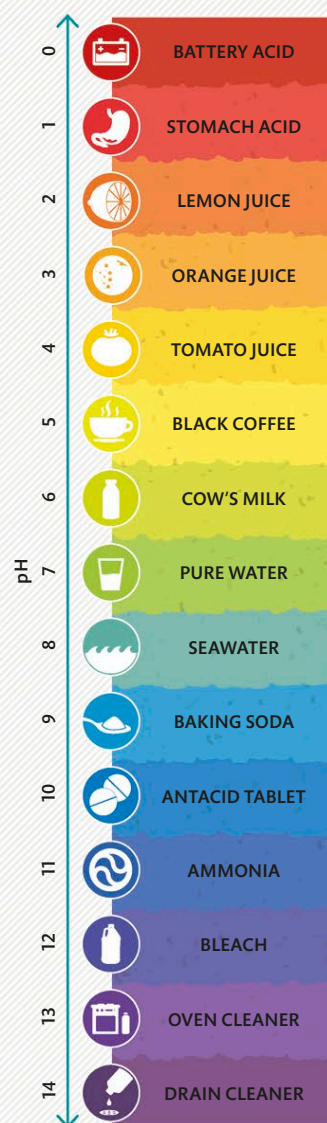 0
BATTERY ACID
1
STOMACH ACID
2
LEMON JUICE
3
ORANGE JUICE
4
TOMATO JUICE
5
BLACK COFFEE
6
COW'S MILK
pH
7
PURE WATER
8
SEAWATER
9
BAKING SODA
10
ANTACID TABLET
11
AMMONIA
12
BLEACH
13
OVEN CLEANER
14
DRAIN CLEANER